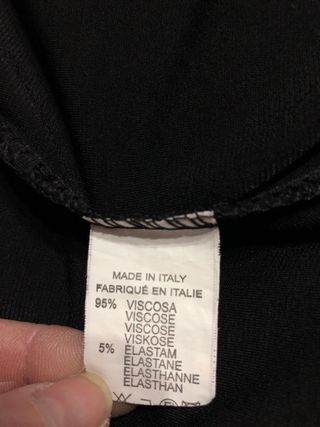 MADE IN ITALY
FABRIQUÉ EN ITALIE
95% VISCOSA
VISCOSE
VISCOSE
VISKOSE
5% ELASTAM
ELASTANE
ELASTHANNE
ELASTHAN